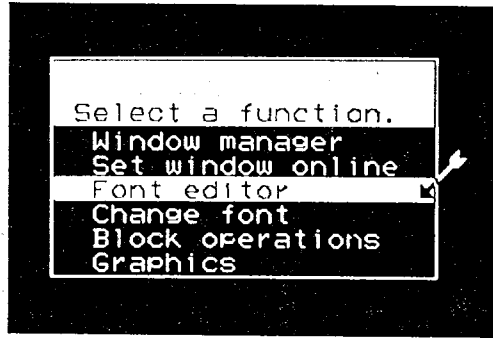 Select a function.
Window manager
Set window online
Font editor
Change font
Block operations
Graphics